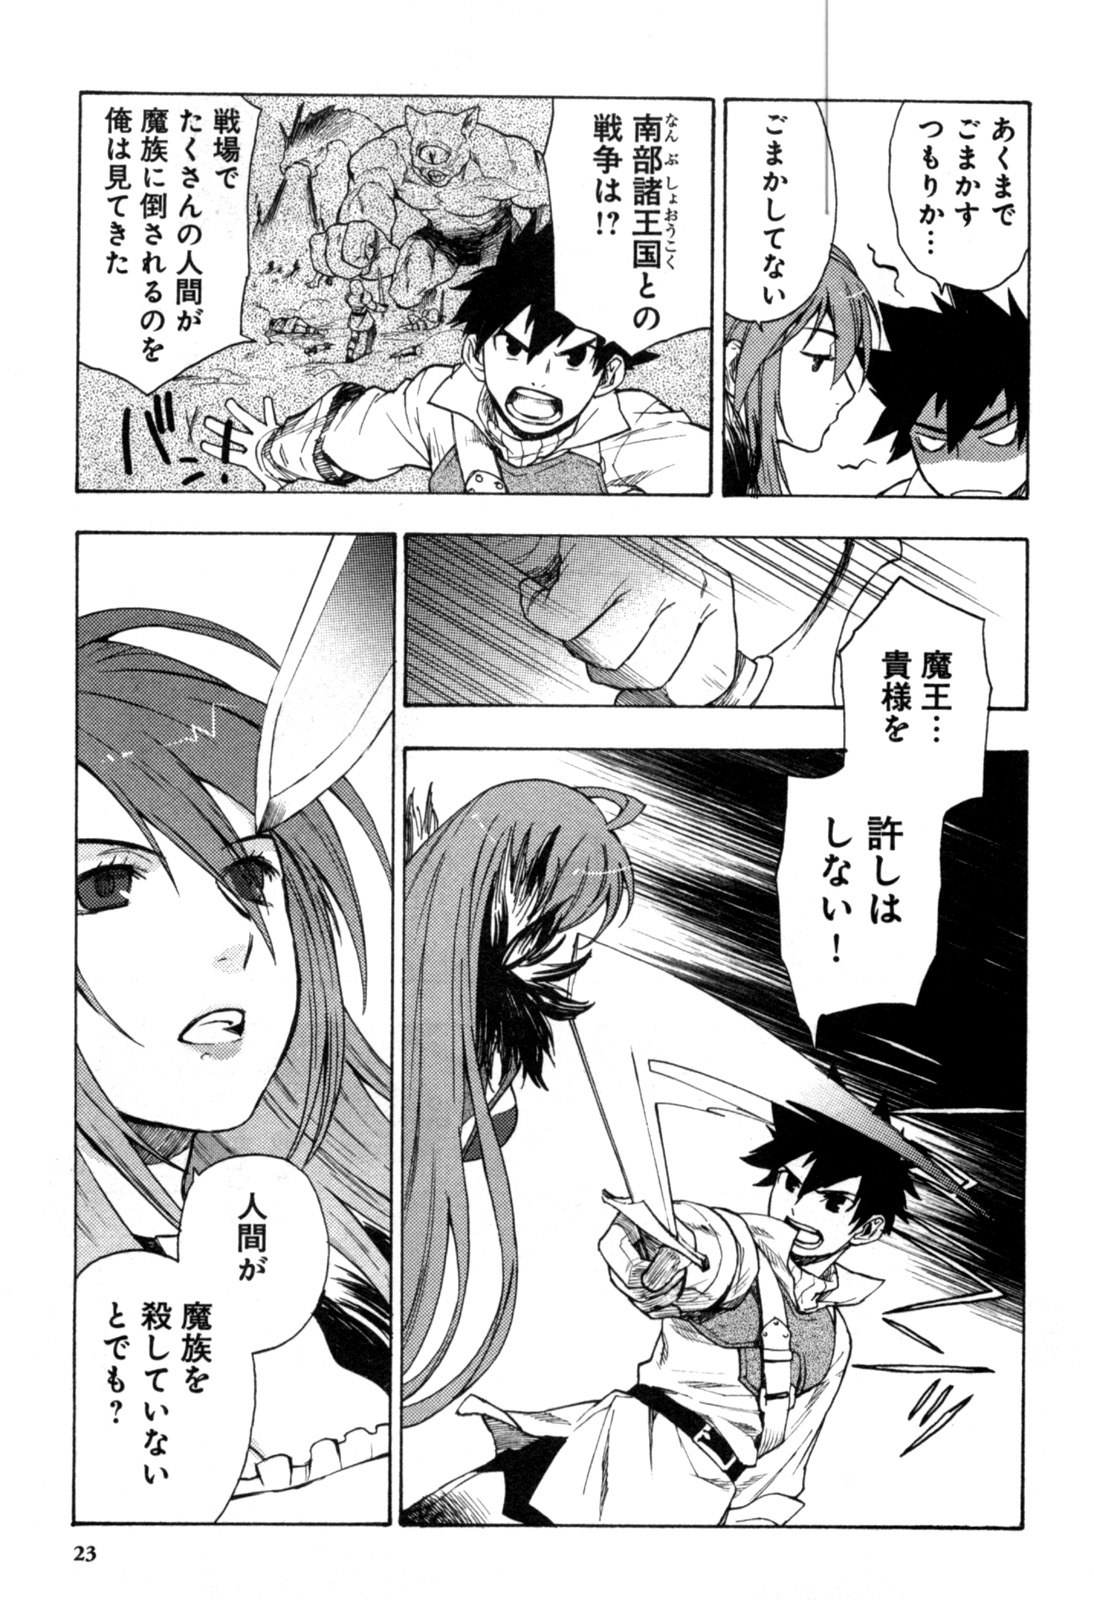 あくまで
ごまかす
つもりか…
ごまかしてない
南部諸王国との
なんぶしょおうこく
戦争は!?
戦場で
たくさんの人間が
魔族に倒されるのを
俺は見てきた
バンッ
魔王…
貴様を
許しは
しない！
人間が
魔族を
殺していない
とでも？
23